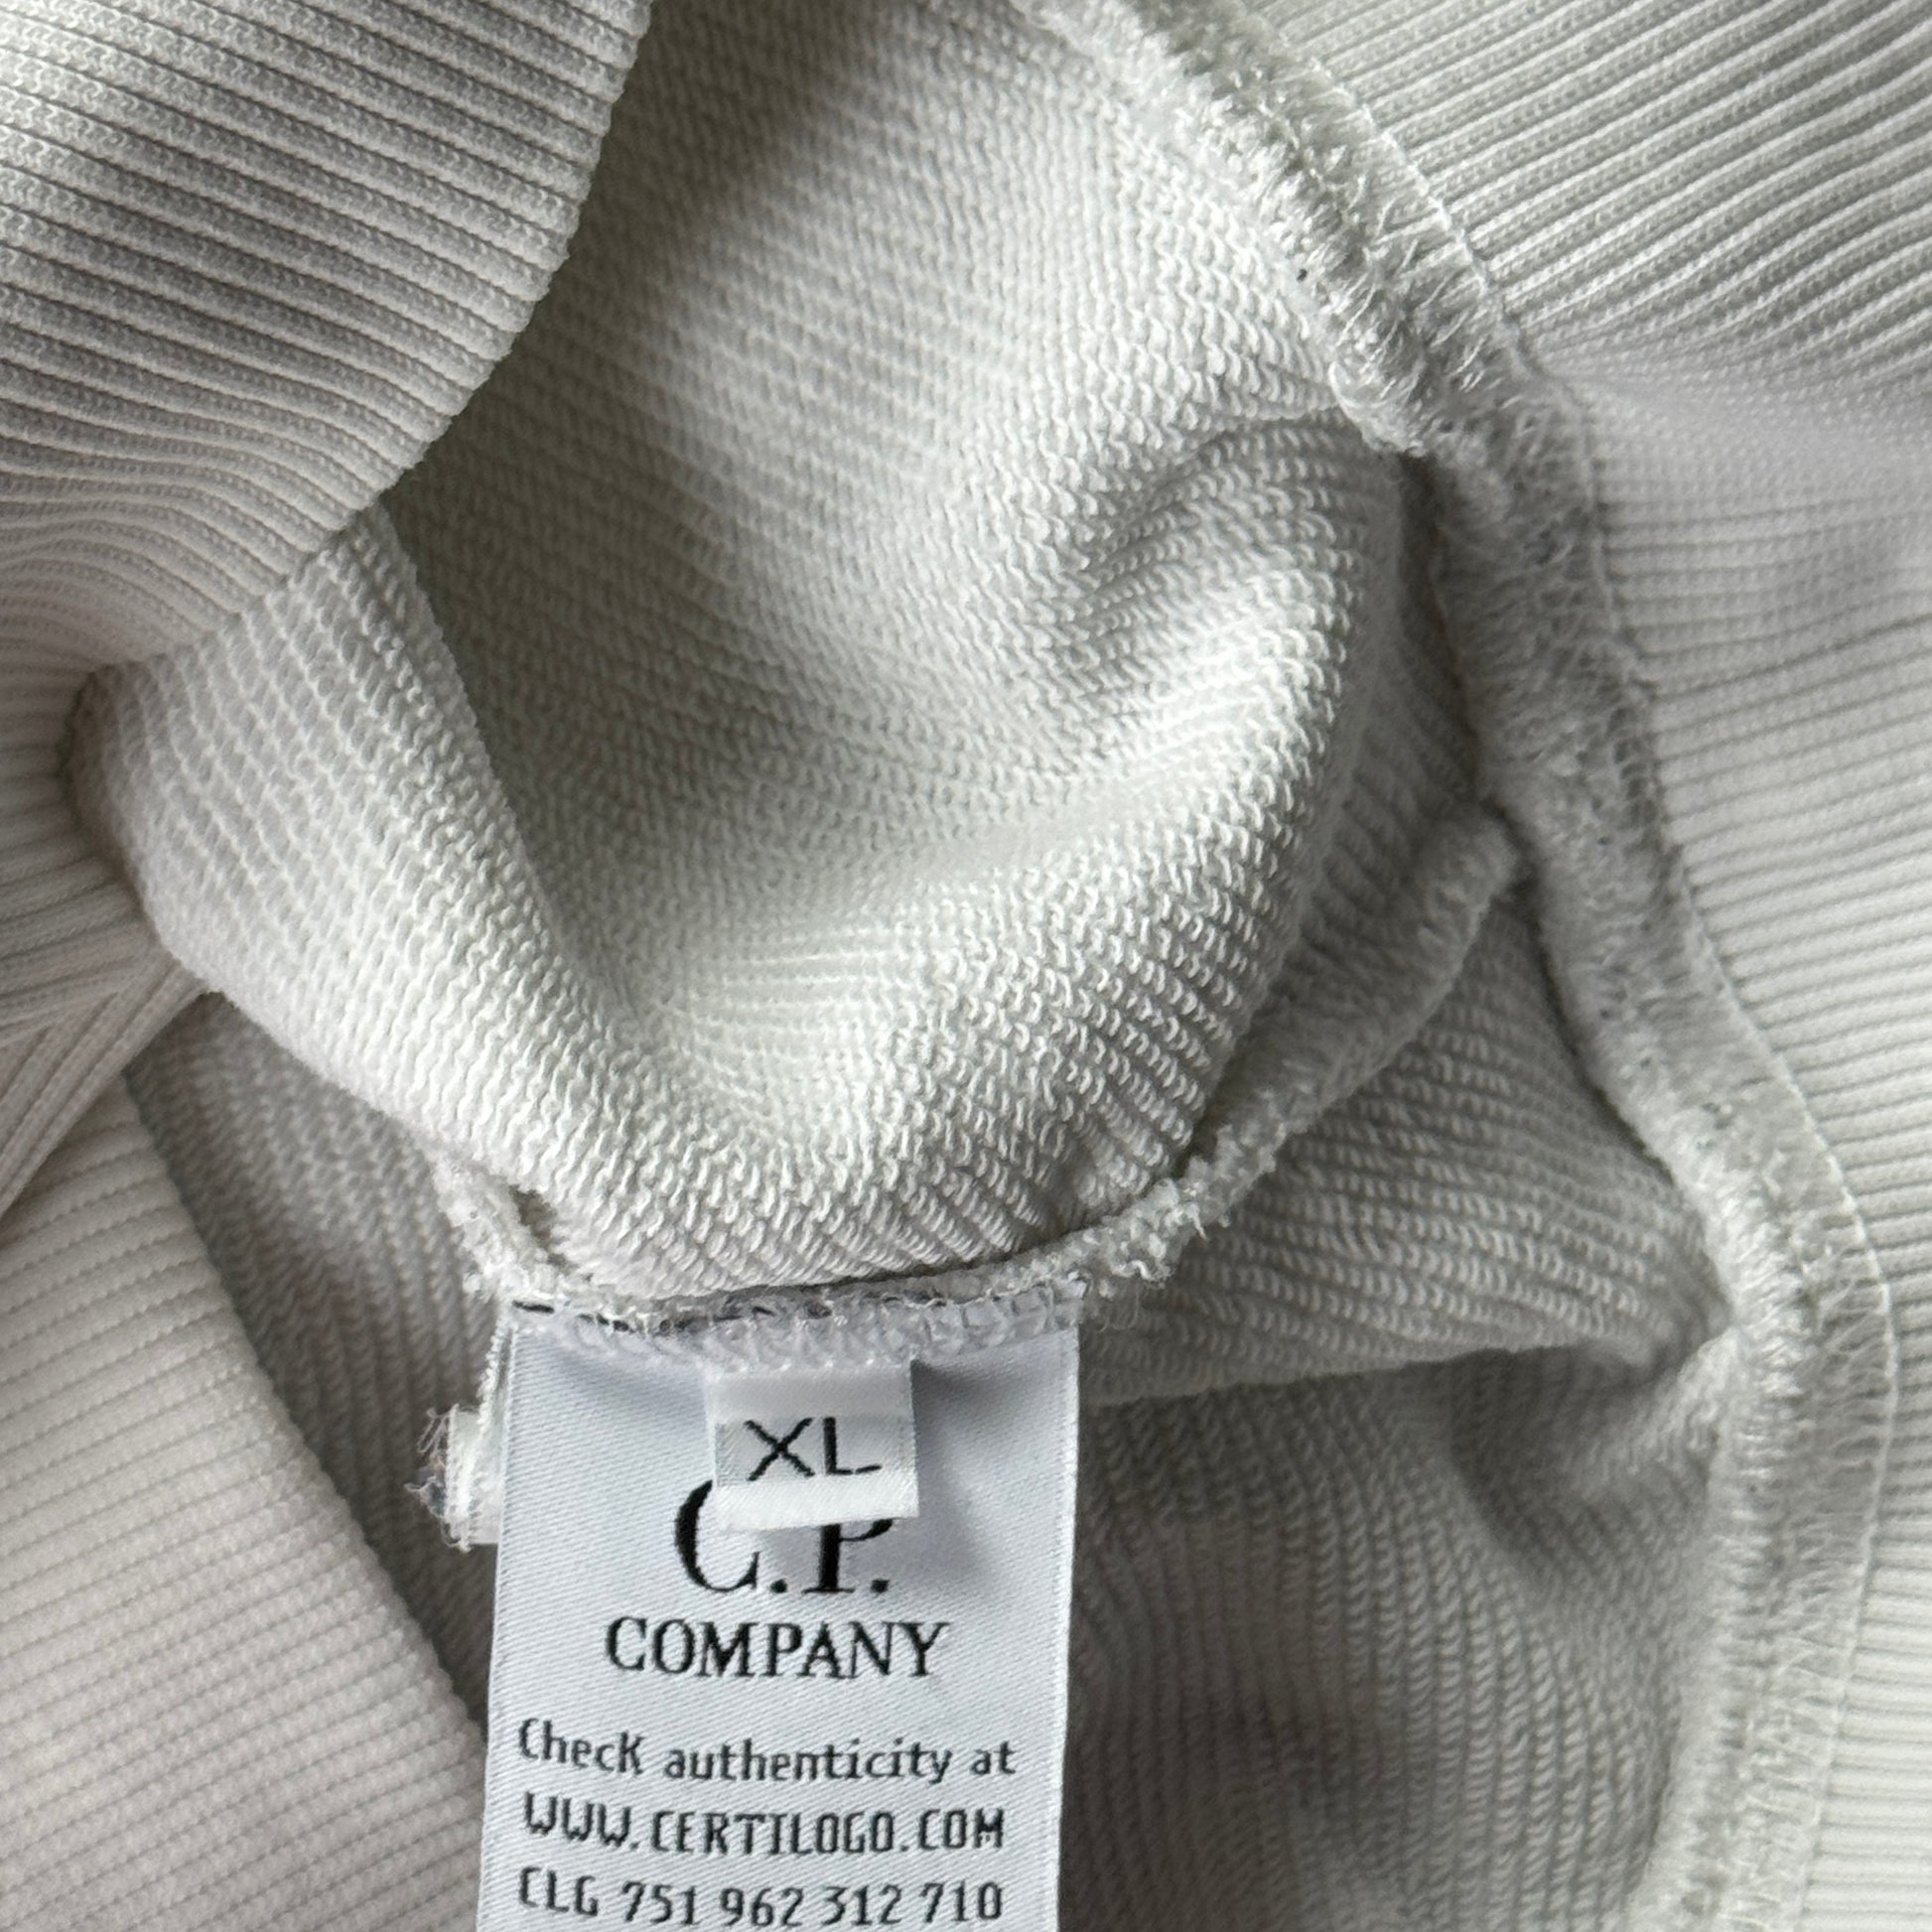 XL
C.P.
COMPANY
Check authenticity at
WWW.CERTILOGO.COM
CLG 751 962 312 710